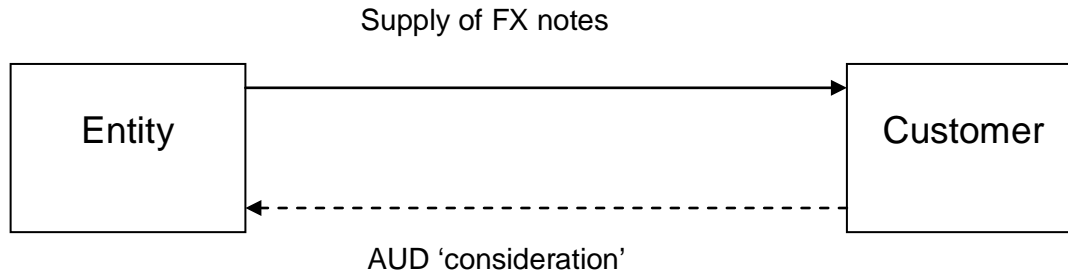 Supply of FX notes
Entity
Customer
AUD ‘consideration’